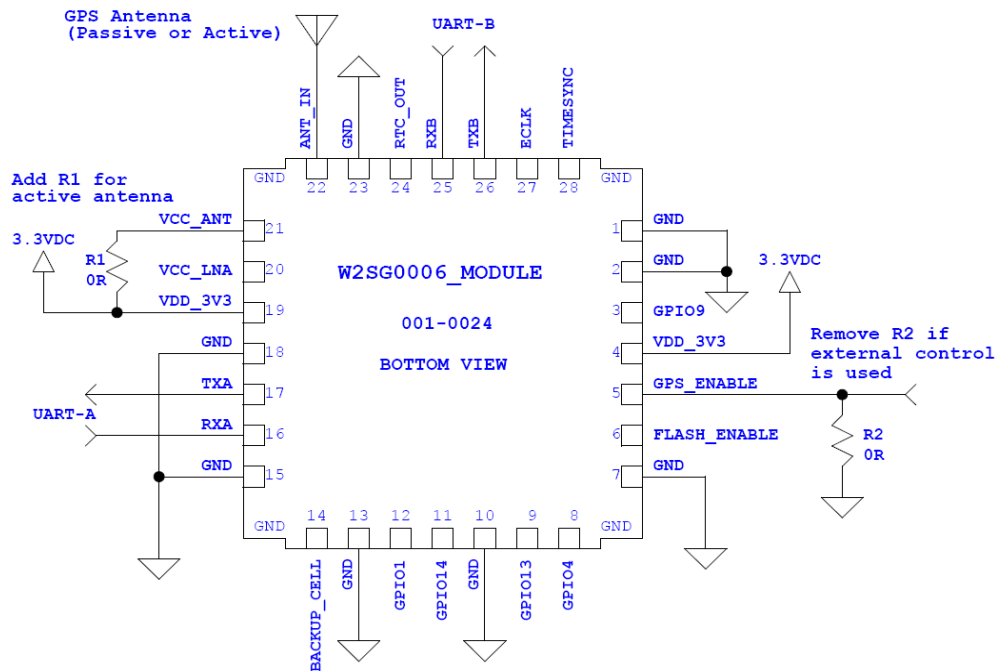 GPS Antenna
(Passive or Active)
UART-B
ANT_IN
GND
RTC_OUT
RXB
TXB
ECLK
TIMESYNC
GND
22
23
24
25
26
27
28
GND
Add R1 for
active antenna
3.3VDC
R1
0R
VCC_ANT
21
VCC_LNA
20
VDD_3V3
19
GND
18
TXA
17
UART-A
RXA
16
GND
15
W2SG0006_MODULE
001-0024
BOTTOM VIEW
1
GND
2
GND
3
GPIO9
4
VDD_3V3
3.3VDC
5
GPS_ENABLE
Remove R2 if
external control
is used
6
FLASH_ENABLE
R2
0R
7
GND
GND
14
13
12
11
10
9
8
GND
BACKUP_CELL
GND
GPIO1
GPIO14
GND
GPIO13
GPIO4